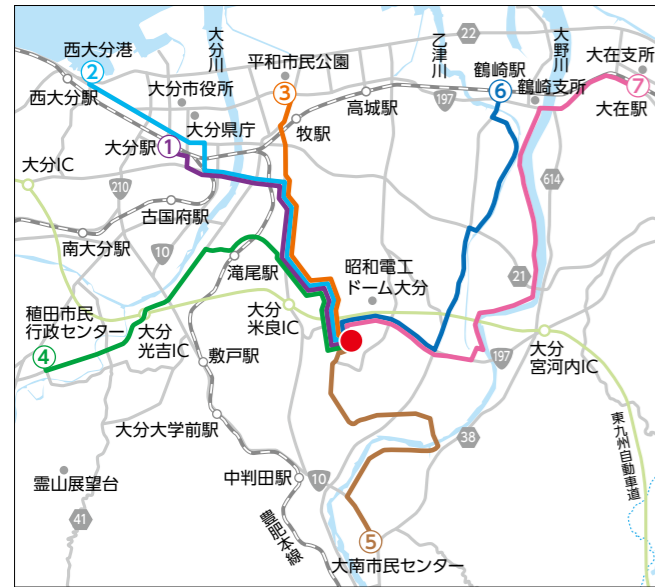 西大分港
②
西大分駅
大分市役所
大分県庁
大分駅
①
大分川
平和市民公園
③
牧駅
高城駅
乙津川
22
197
鶴崎駅
⑥
鶴崎支所
大野川
大在支所
⑦
大在駅
大分IC
210
古国府駅
南大分駅
10
滝尾駅
614
21
昭和電工
ドーム大分
大分
米良IC
稙田市民
行政センター
④
大分
光吉IC
敷戸駅
197
大分
宮河内IC
大分大学前駅
38
東九州自動車道
霊山展望台
中判田駅
10
41
豊肥本線
⑤
大南市民センター